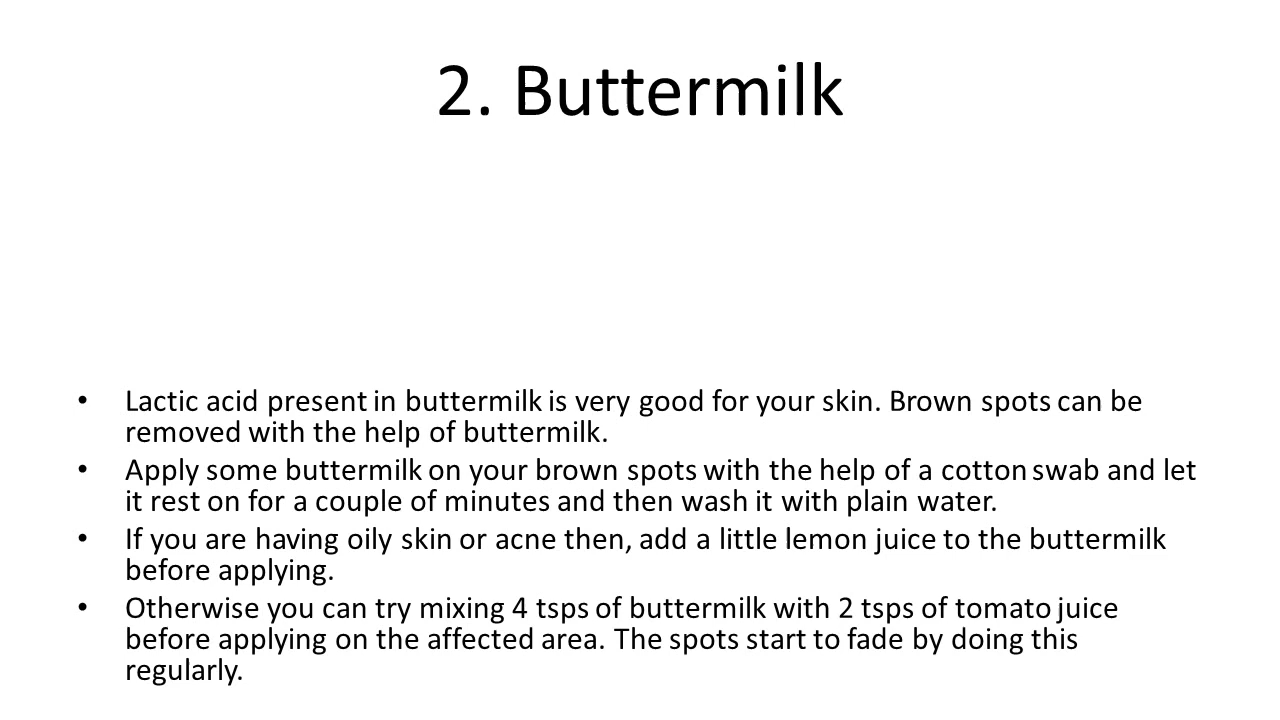 2. Buttermilk
• Lactic acid present in buttermilk is very good for your skin. Brown spots can be
removed with the help of buttermilk.
• Apply some buttermilk on your brown spots with the help of a cotton swab and let
it rest on for a couple of minutes and then wash it with plain water.
• If you are having oily skin or acne then, add a little lemon juice to the buttermilk
before applying.
• Otherwise you can try mixing 4 tsps of buttermilk with 2 tsps of tomato juice
before applying on the affected area. The spots start to fade by doing this
regularly.